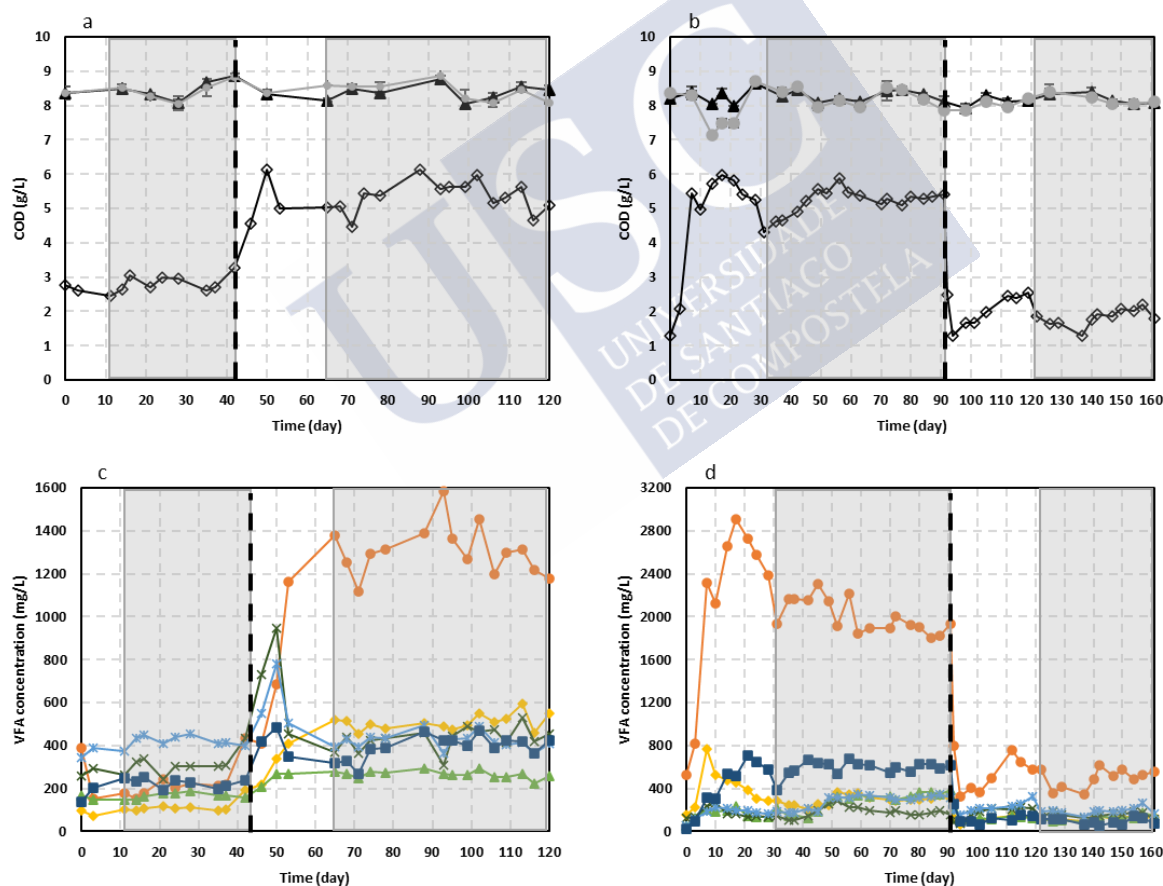 a
b
10
9
8
7
6
5
4
3
2
1
0
COD (g/L)
0 10 20 30 40 50 60 70 80 90 100 110 120
Time (day)
10
9
8
7
6
5
4
3
2
1
0
COD (g/L)
0 10 20 30 40 50 60 70 80 90 100 110 120 130 140 150 160
Time (day)
USC
UNIVERSIDADE
DE SANTIAGO
DE COMPOSTELA
c
d
1600
1400
1200
1000
800
600
400
200
0
VFA concentration (mg/L)
0 10 20 30 40 50 60 70 80 90 100 110 120
Time (day)
3200
2800
2400
2000
1600
1200
800
400
0
VFA concentration (mg/L)
0 10 20 30 40 50 60 70 80 90 100 110 120 130 140 150 160
Time (day)